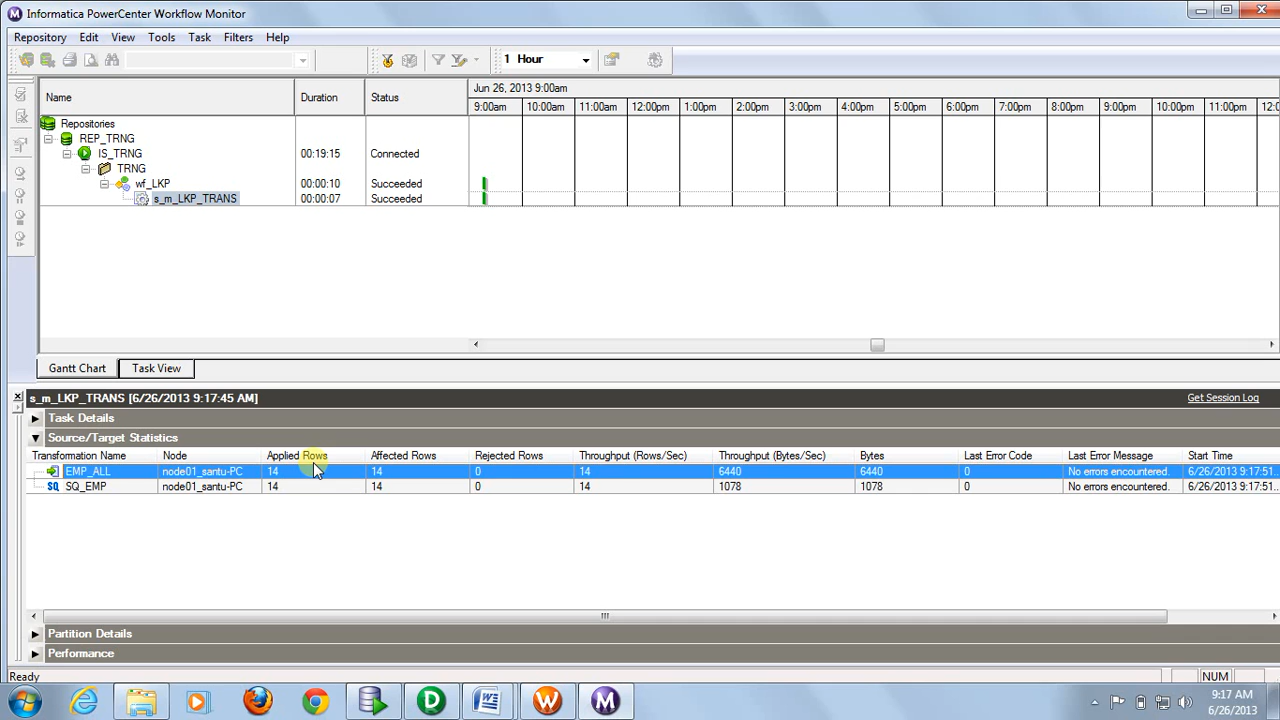 Informatica PowerCenter Workflow Monitor
Repository Edit View Tools Task Filters Help
1 Hour
Name Duration Status Jun 26, 2013 9:00am
9:00am 10:00am 11:00am 12:00pm 1:00pm 2:00pm 3:00pm 4:00pm 5:00pm 6:00pm 7:00pm 8:00pm 9:00pm 10:00pm 11:00pm 12:0
Repositories
REP_TRNG
IS_TRNG 00:19:15 Connected
TRNG
wf_LKP 00:00:10 Succeeded
s_m_LKP_TRANS 00:00:07 Succeeded
Gantt Chart Task View
s_m_LKP_TRANS [6/26/2013 9:17:45 AM] Get Session Log
Task Details
Source/Target Statistics
Transformation Name Node Applied Rows Affected Rows Rejected Rows Throughput (Rows/Sec) Throughput (Bytes/Sec) Bytes Last Error Code Last Error Message Start Time
EMP_ALL node01_santu-PC 14 14 0 14 6440 6440 0 No errors encountered. 6/26/2013 9:17:51...
SQ SQ_EMP node01_santu-PC 14 14 0 14 1078 1078 0 No errors encountered. 6/26/2013 9:17:51...
Partition Details
Performance
Ready NUM
9:17 AM
6/26/2013